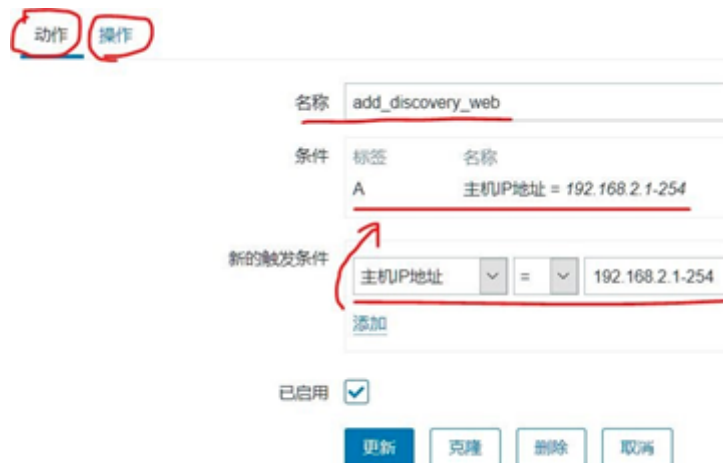 动作 操作
名称 add_discovery_web
条件 标签 名称
A 主机IP地址 = 192.168.2.1-254
新的触发条件
主机IP地址 = 192.168.2.1-254
添加
已启用
更新 克隆 删除 取消